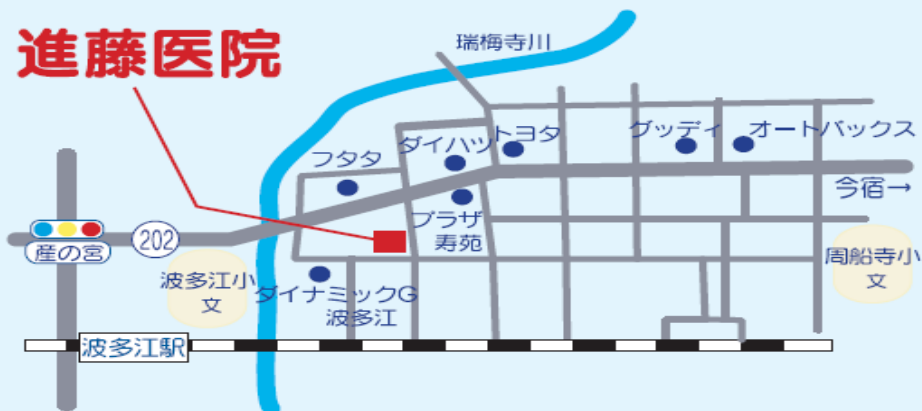 進藤医院
瑞梅寺川
フタタ
ダイハツ
トヨタ
グッディ
オートバックス
今宿→
プラザ
寿苑
産の宮
202
波多江小
文
ダイナミックG
波多江
周船寺小
文
波多江駅